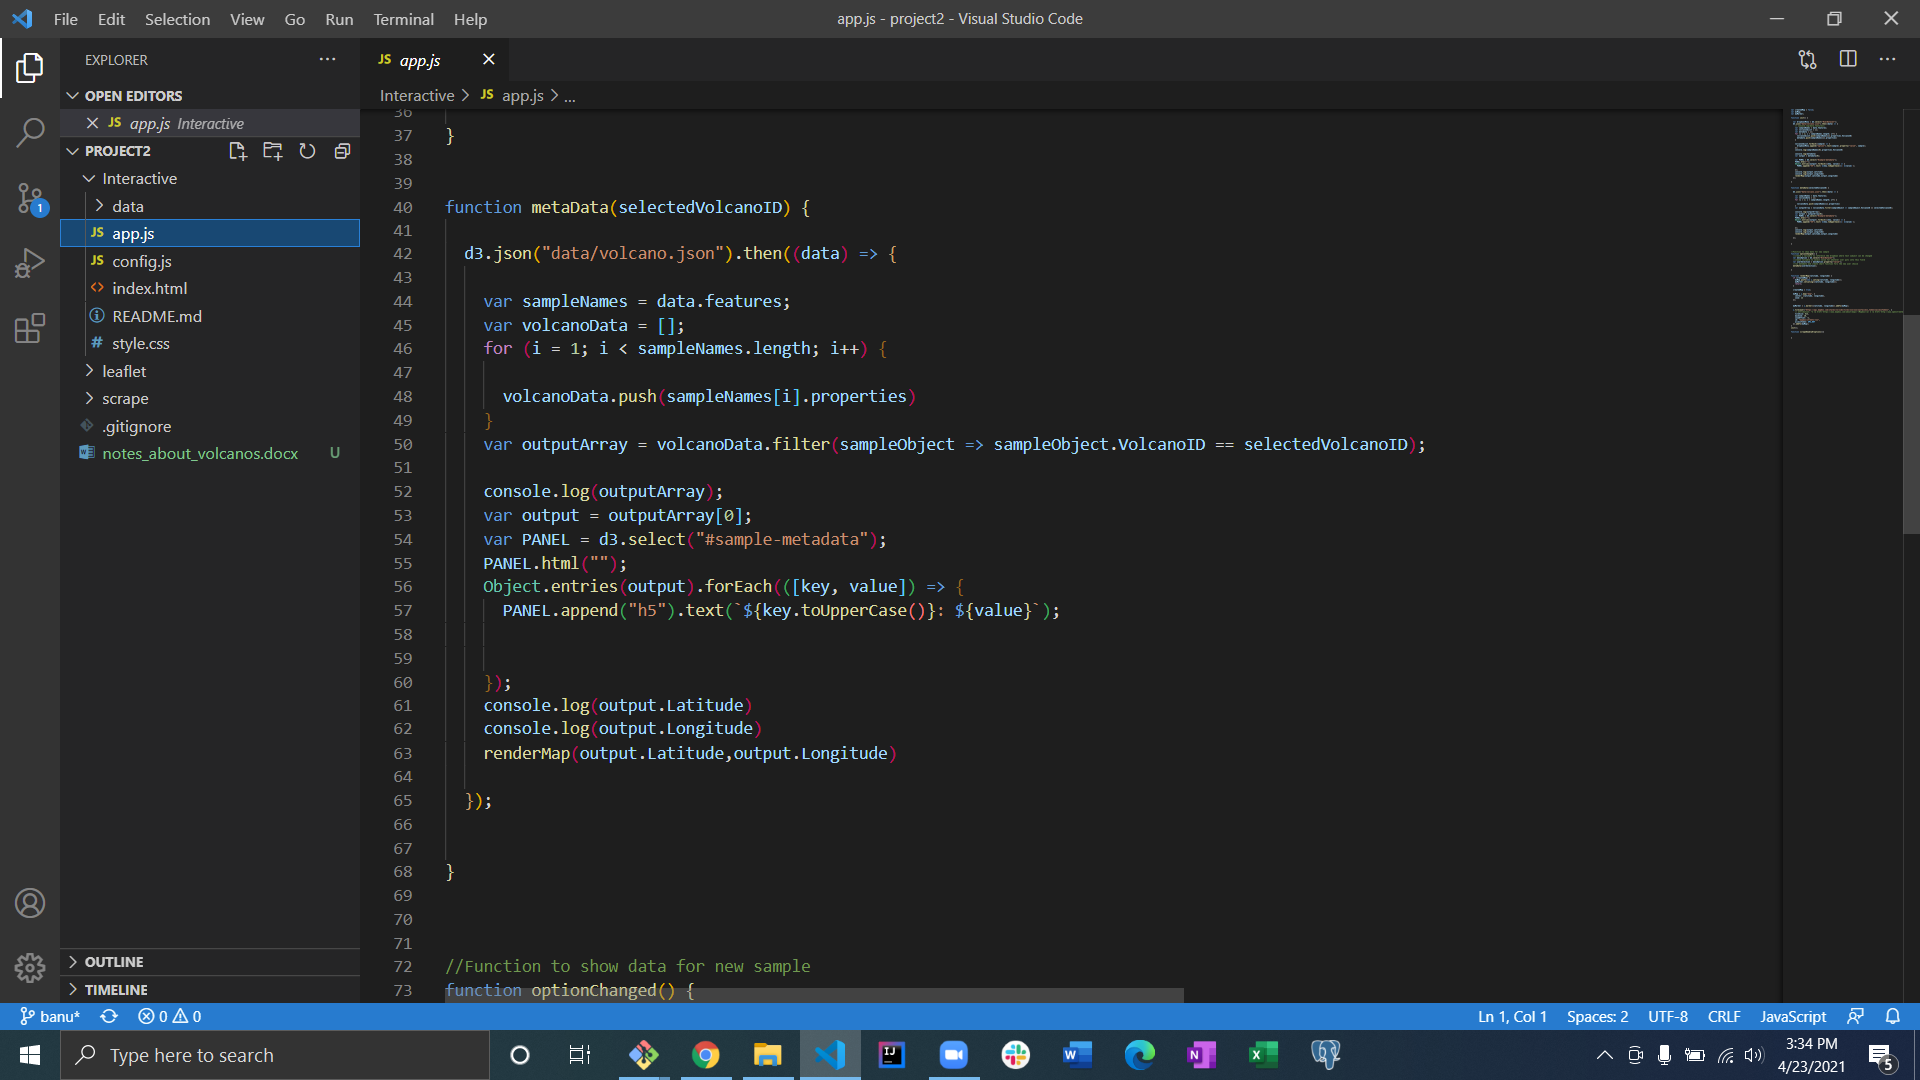 File Edit Selection View Go Run Terminal Help
app.js - project2 - Visual Studio Code
EXPLORER
OPEN EDITORS
JS app.js Interactive
PROJECT2
Interactive
data
JS app.js
JS config.js
<> index.html
README.md
# style.css
leaflet
scrape
.gitignore
notes_about_volcanos.docx U
OUTLINE
TIMELINE
JS app.js
Interactive > JS app.js > ...
36
37 }
38
39
40 function metaData(selectedVolcanoID) {
41
42 d3.json("data/volcano.json").then((data) => {
43
44 var sampleNames = data.features;
45 var volcanoData = [];
46 for (i = 1; i < sampleNames.length; i++) {
47
48 volcanoData.push(sampleNames[i].properties)
49 }
50 var outputArray = volcanoData.filter(sampleObject => sampleObject.VolcanoID == selectedVolcanoID);
51
52 console.log(outputArray);
53 var output = outputArray[0];
54 var PANEL = d3.select("#sample-metadata");
55 PANEL.html("");
56 Object.entries(output).forEach(([key, value]) => {
57 PANEL.append("h5").text(`${key.toUpperCase()}: ${value}`);
58
59
60 });
61 console.log(output.Latitude)
62 console.log(output.Longitude)
63 renderMap(output.Latitude,output.Longitude)
64
65 });
66
67
68 }
69
70
71
72 //Function to show data for new sample
73 function optionChanged() {
1
banu* 0 0
Ln 1, Col 1 Spaces: 2 UTF-8 CRLF JavaScript
Type here to search
3:34 PM
4/23/2021
5